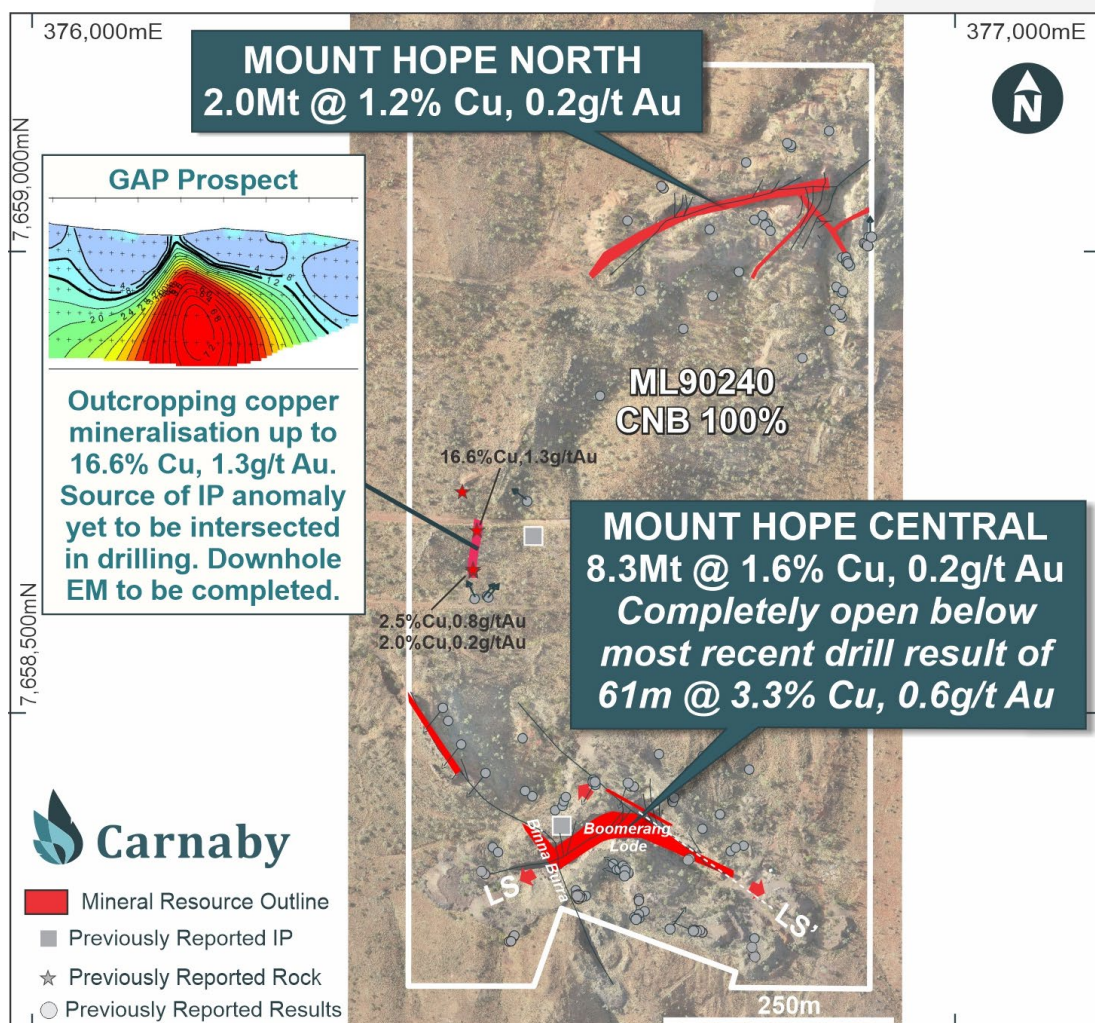 376,000mE
377,000mE
MOUNT HOPE NORTH
2.0Mt @ 1.2% Cu, 0.2g/t Au
N
7,659,000mN
GAP Prospect
Outcropping copper
mineralisation up to
16.6% Cu, 1.3g/t Au.
Source of IP anomaly
yet to be intersected
in drilling. Downhole
EM to be completed.
ML90240
CNB 100%
16.6%Cu,1.3g/tAu
MOUNT HOPE CENTRAL
8.3Mt @ 1.6% Cu, 0.2g/t Au
Completely open below
most recent drill result of
61m @ 3.3% Cu, 0.6g/t Au
2.5%Cu,0.8g/tAu
2.0%Cu,0.2g/tAu
7,658,500mN
Boomerang
Lode
Binna Burra
LS
LS'
Carnaby
Mineral Resource Outline
Previously Reported IP
Previously Reported Rock
Previously Reported Results
250m